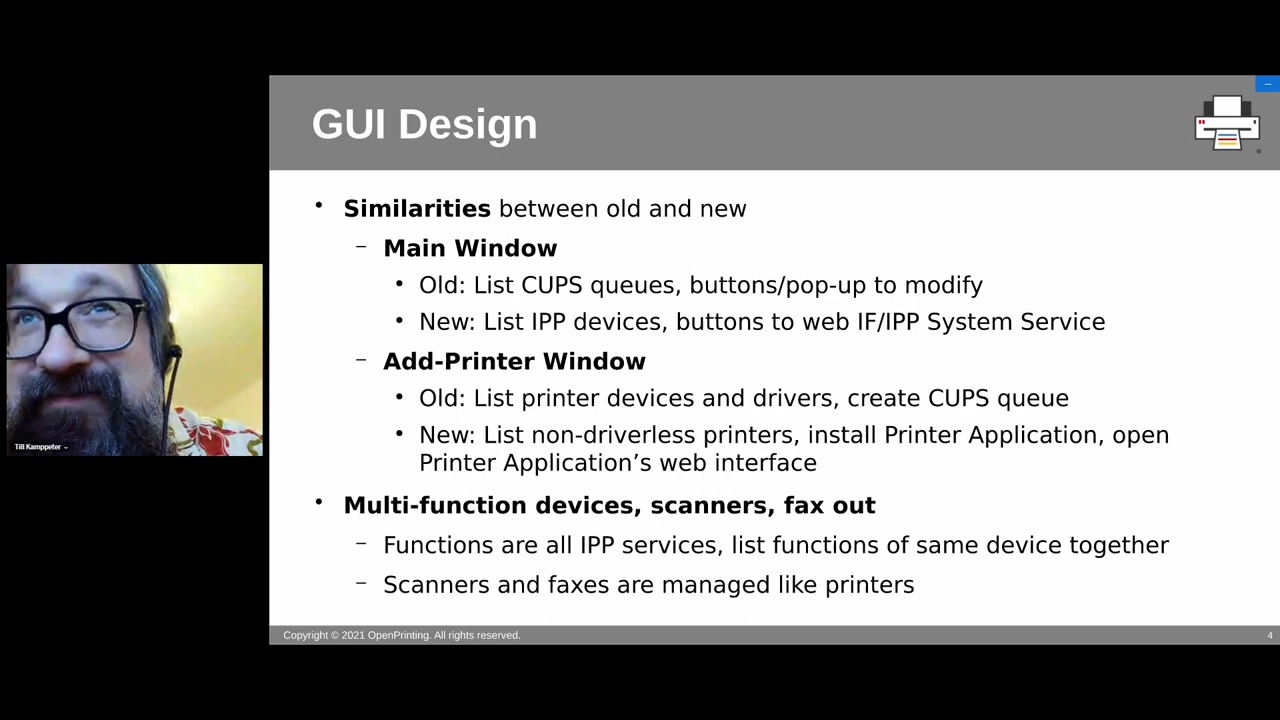 GUI Design
• Similarities between old and new
– Main Window
• Old: List CUPS queues, buttons/pop-up to modify
• New: List IPP devices, buttons to web IF/IPP System Service
– Add-Printer Window
• Old: List printer devices and drivers, create CUPS queue
• New: List non-driverless printers, install Printer Application, open
Printer Application’s web interface
• Multi-function devices, scanners, fax out
– Functions are all IPP services, list functions of same device together
– Scanners and faxes are managed like printers
Copyright © 2021 OpenPrinting. All rights reserved.
4
Till Kamppeter